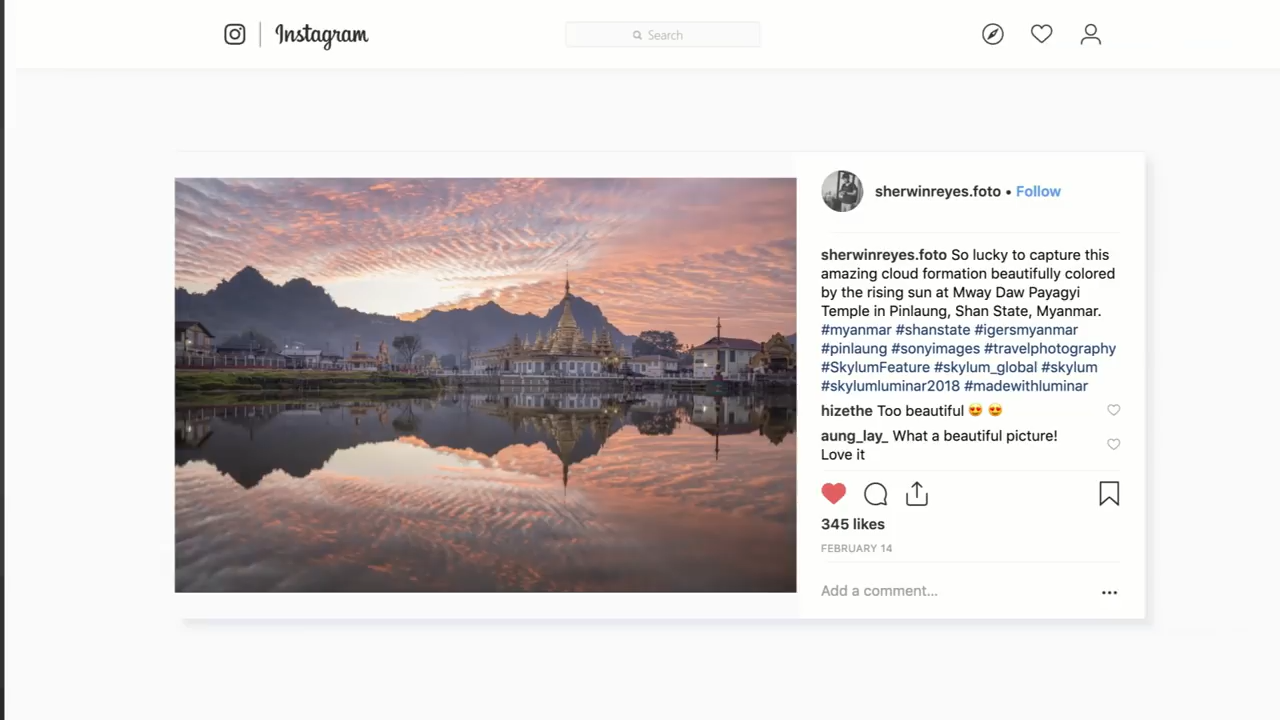 Instagram
Search
sherwinreyes.foto • Follow
sherwinreyes.foto So lucky to capture this
amazing cloud formation beautifully colored
by the rising sun at Mway Daw Payagyi
Temple in Pinlaung, Shan State, Myanmar.
#myanmar #shanstate #igersmyanmar
#pinlaung #sonyimages #travelphotography
#SkylumFeature #skylum_global #skylum
#skylumluminar2018 #madewithluminar
hizethe Too beautiful 😍 😍
aung_lay_ What a beautiful picture!
Love it
345 likes
FEBRUARY 14
Add a comment...